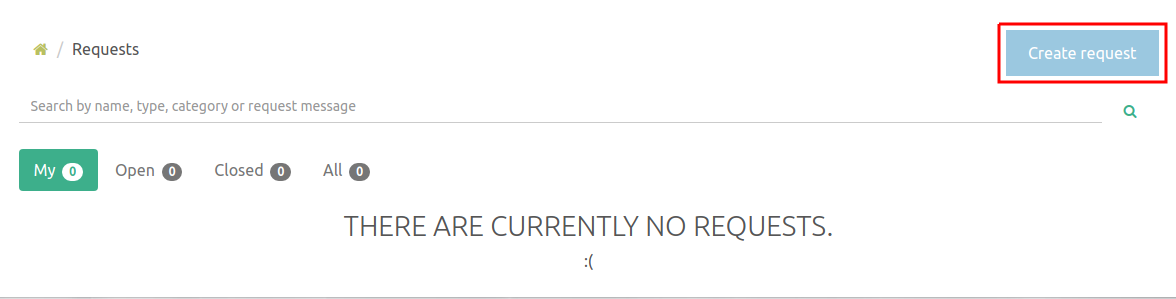 / Requests
Create request
Search by name, type, category or request message
My 0 Open 0 Closed 0 All 0
THERE ARE CURRENTLY NO REQUESTS.
:(